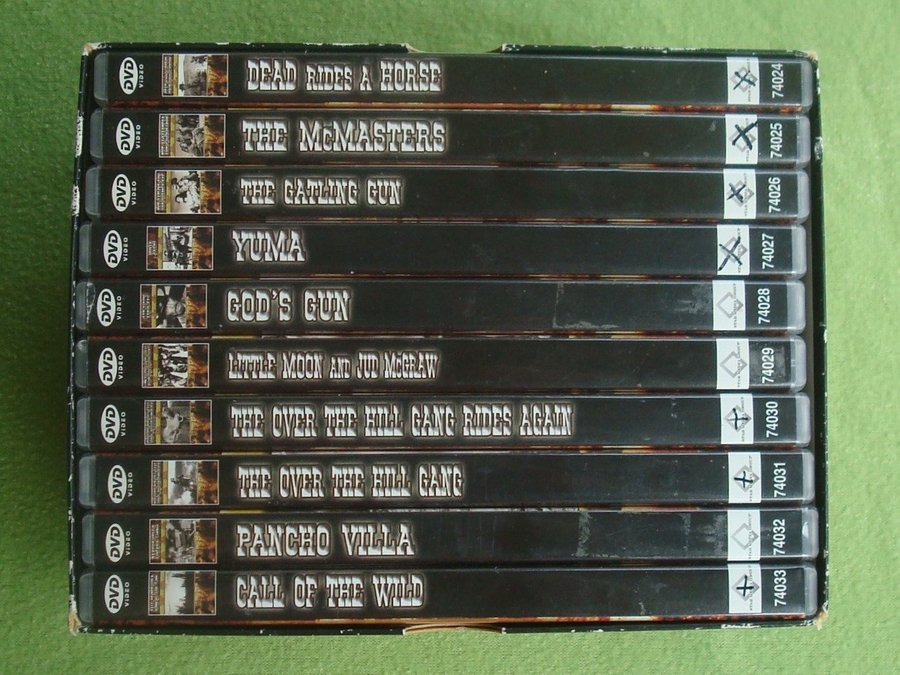 DVD VIDEO DEAD RIDES A HORSE 74024
DVD VIDEO THE MCMASTERS 74025
DVD VIDEO THE GATLING GUN 74026
DVD VIDEO YUMA 74027
DVD VIDEO GOD'S GUN 74028
DVD VIDEO LITTLE MOON AND JUD MCGRAW 74029
DVD VIDEO THE OVER THE HILL GANG RIDES AGAIN 74030
DVD VIDEO THE OVER THE HILL GANG 74031
DVD VIDEO PANCHO VILLA 74032
DVD VIDEO CALL OF THE WILD 74033